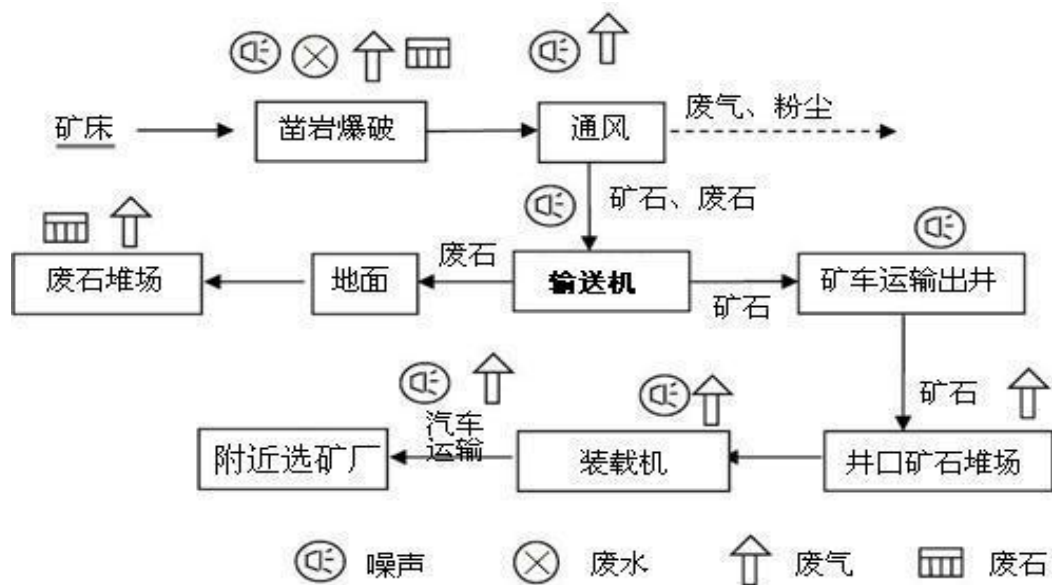 矿床
凿岩爆破
通风
废气、粉尘
矿石、废石
废石堆场
地面
废石
输送机
矿石
矿车运输出井
矿石
附近选矿厂
汽车
运输
装载机
井口矿石堆场
噪声
废水
废气
废石